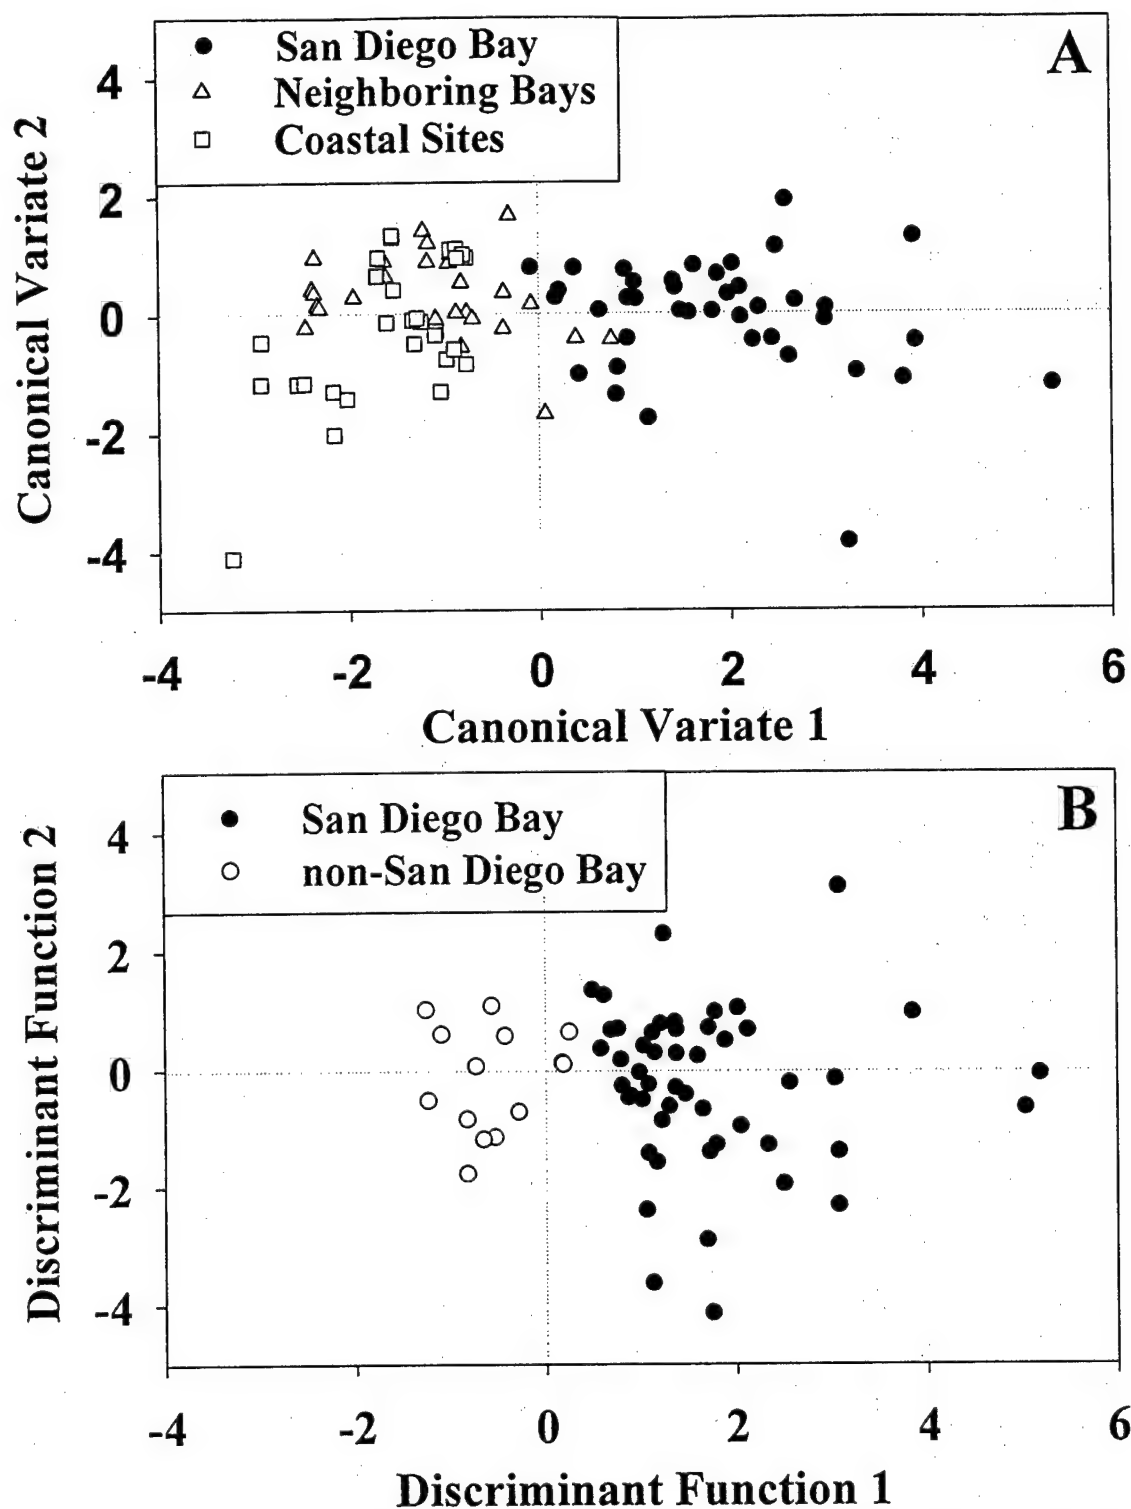 A
San Diego Bay
Neighboring Bays
Coastal Sites
4
2
0
-2
-4
Canonical Variate 2
-4 -2 0 2 4 6
Canonical Variate 1
B
San Diego Bay
non-San Diego Bay
4
2
0
-2
-4
Discriminant Function 2
-4 -2 0 2 4 6
Discriminant Function 1